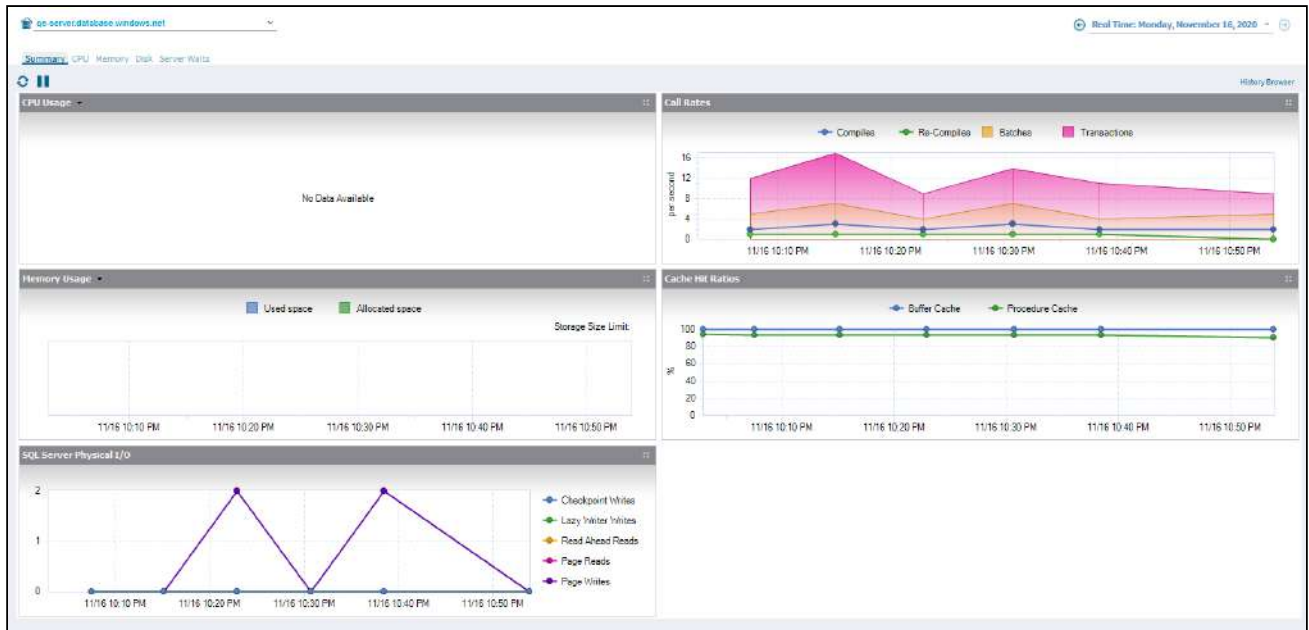 qs-server.database.windows.net
Real Time: Monday, November 16, 2020
Summary CPU Memory Disk Server Waits
History Browser
CPU Usage
No Data Available
Call Rates
Compiles Re-Compiles Batches Transactions
16
12
8
4
0
per second
11/16 10:10 PM 11/16 10:20 PM 11/16 10:30 PM 11/16 10:40 PM 11/16 10:50 PM
Memory Usage
Used space Allocated space
Storage Size Limit:
11/16 10:10 PM 11/16 10:20 PM 11/16 10:30 PM 11/16 10:40 PM 11/16 10:50 PM
Cache Hit Ratios
Buffer Cache Procedure Cache
100
80
60
40
20
0
%
11/16 10:10 PM 11/16 10:20 PM 11/16 10:30 PM 11/16 10:40 PM 11/16 10:50 PM
SQL Server Physical I/O
2
1
0
11/16 10:10 PM 11/16 10:20 PM 11/16 10:30 PM 11/16 10:40 PM 11/16 10:50 PM
Checkpoint Writes
Lazy Writer Writes
Read Ahead Reads
Page Reads
Page Writes